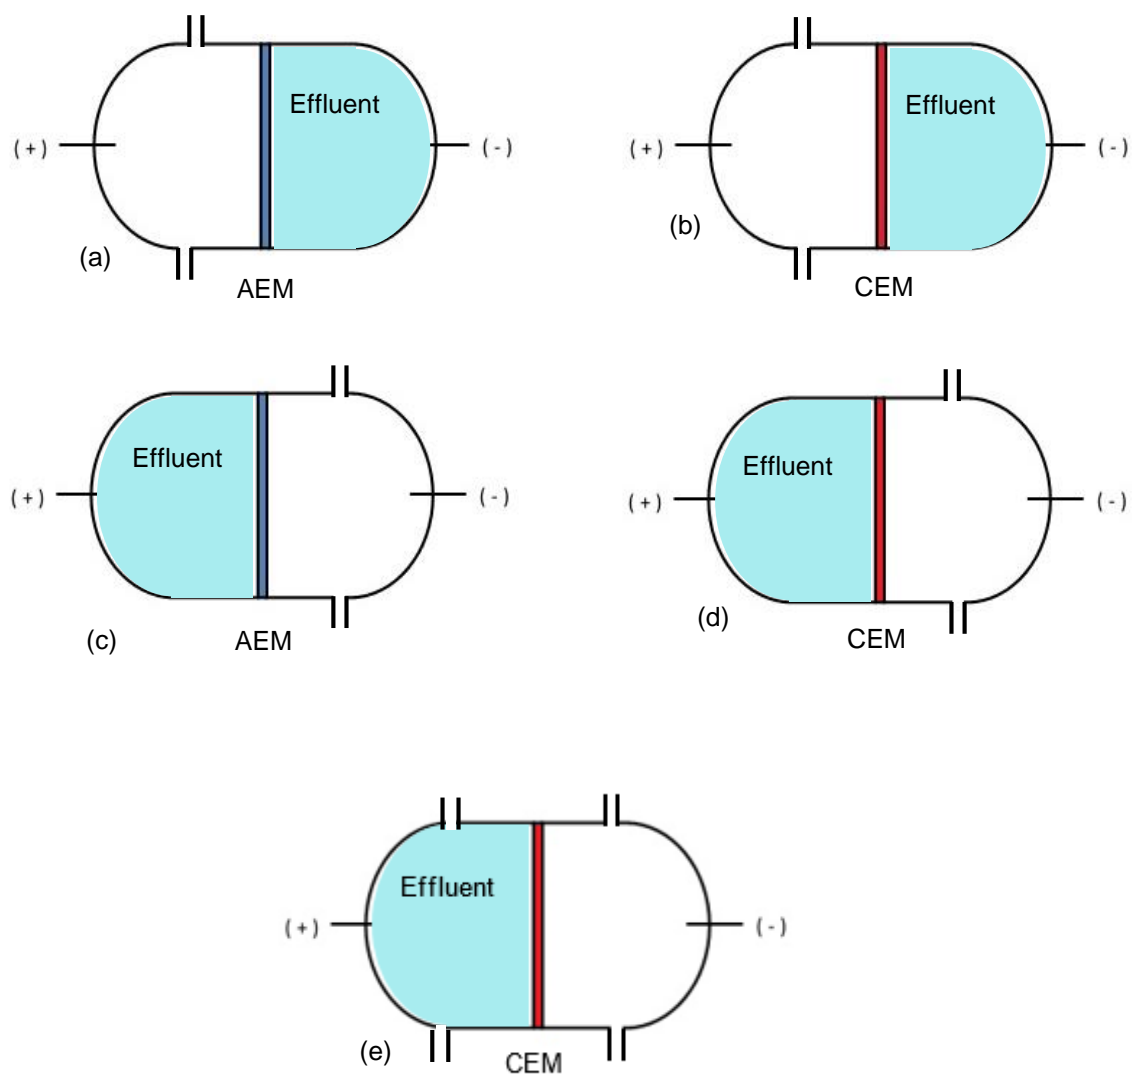 Effluent
Effluent
( + )
( - )
( + )
( - )
(a)
(b)
AEM
CEM
Effluent
Effluent
( + )
( - )
( + )
( - )
(c)
(d)
AEM
CEM
Effluent
( + )
( - )
(e)
CEM